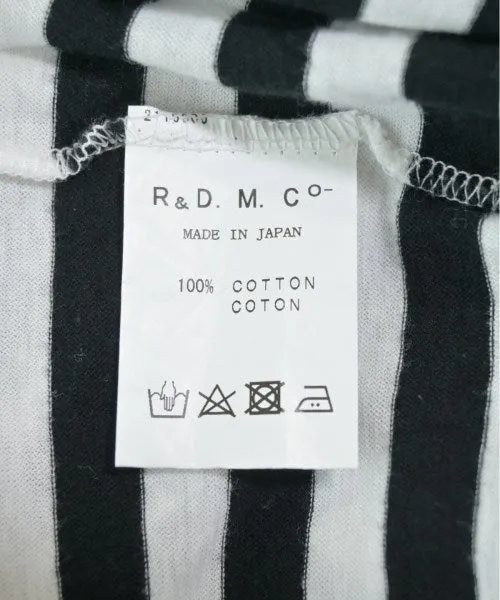 R & D. M. Co-
MADE IN JAPAN
100% COTTON
COTON